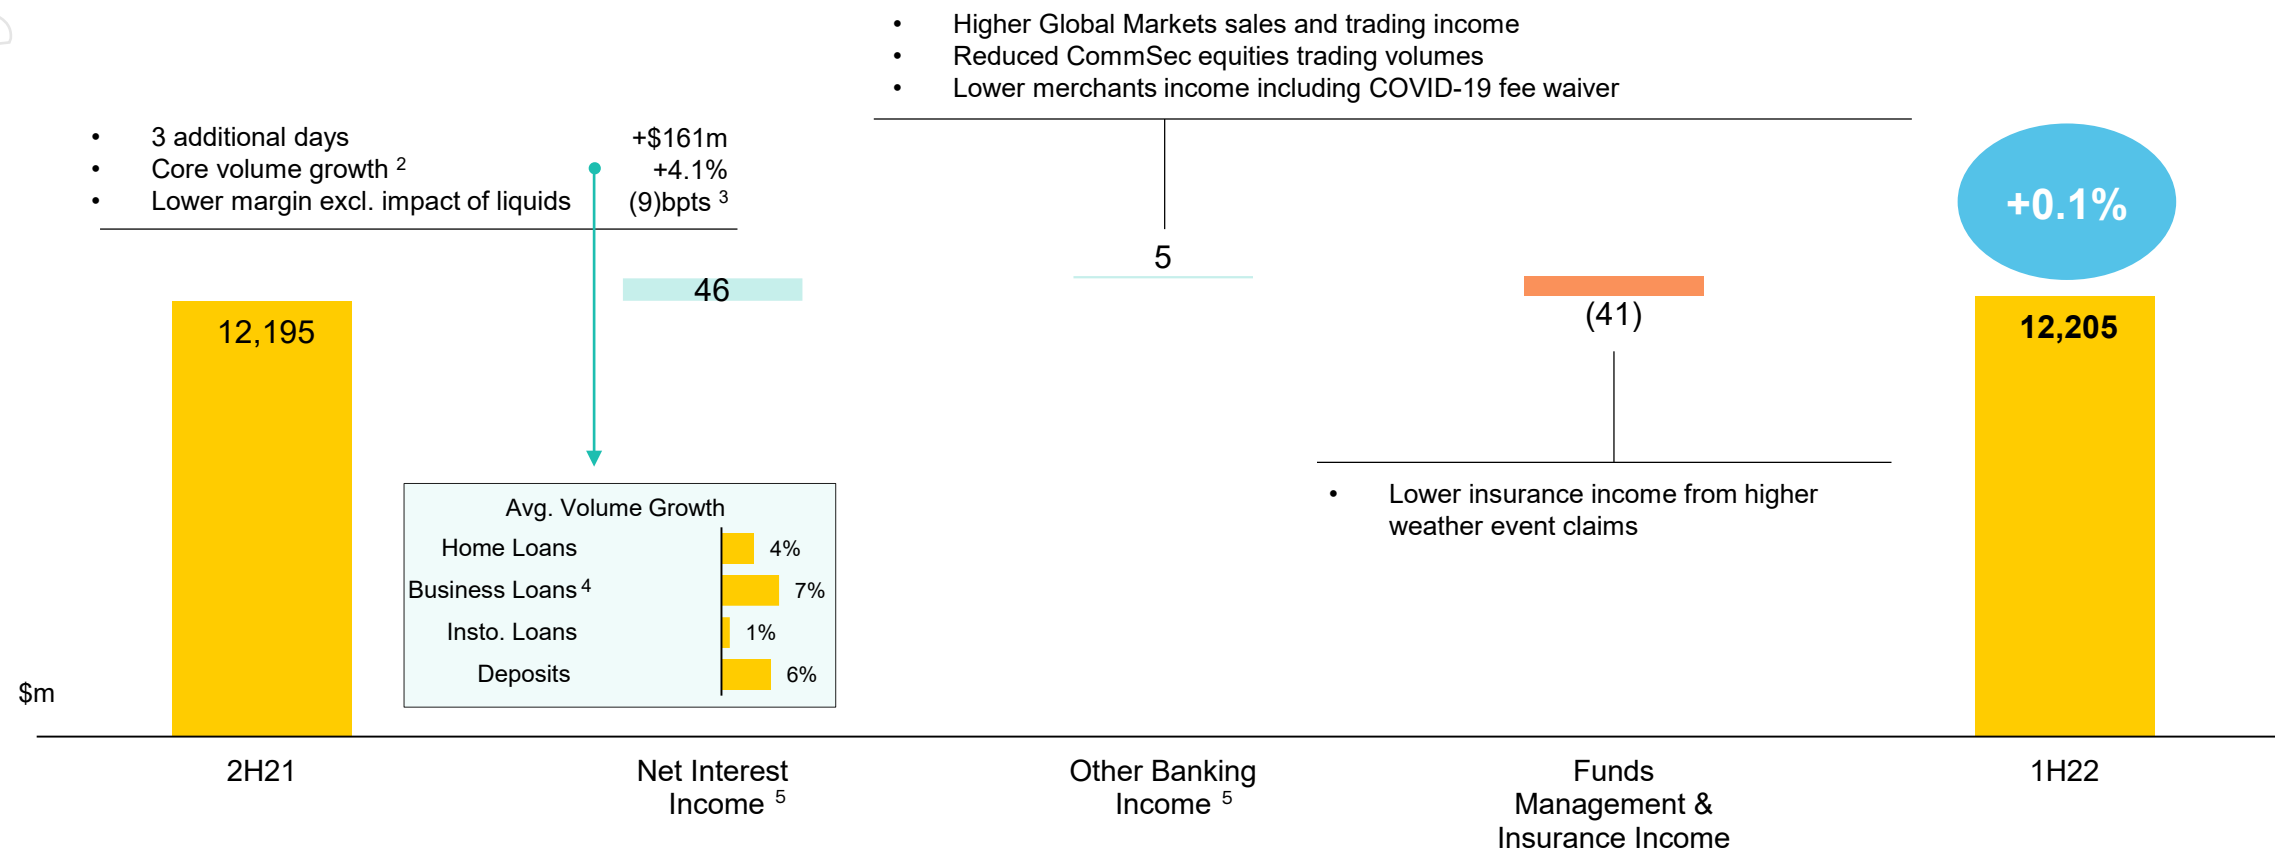 • Higher Global Markets sales and trading income
• Reduced CommSec equities trading volumes
• Lower merchants income including COVID-19 fee waiver
• 3 additional days +$161m
• Core volume growth 2 +4.1%
• Lower margin excl. impact of liquids (9)bpts 3
+0.1%
12,195
46
5
(41)
12,205
• Lower insurance income from higher
weather event claims
Avg. Volume Growth
Home Loans 4%
Business Loans 4 7%
Insto. Loans 1%
Deposits 6%
$m
2H21
Net Interest
Income 5
Other Banking
Income 5
Funds
Management &
Insurance Income
1H22